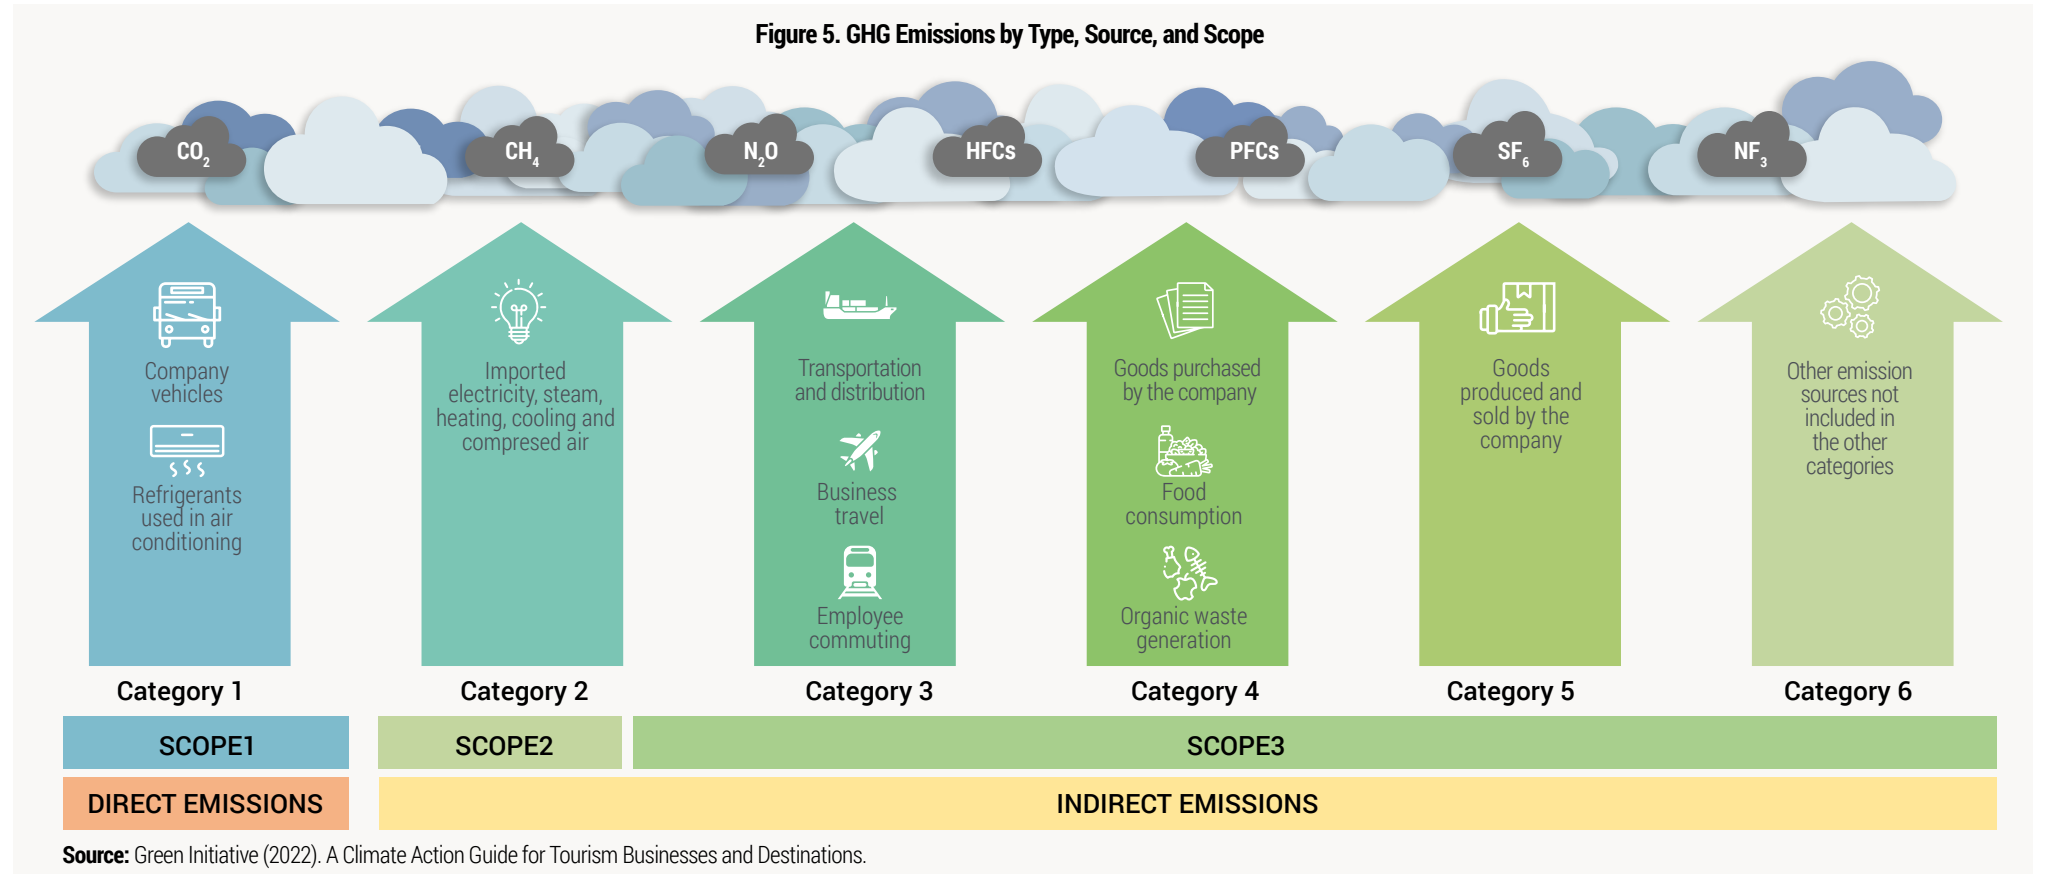 Figure 5. GHG Emissions by Type, Source, and Scope
CO2
CH4
N2O
HFCs
PFCs
SF6
NF3
Company
vehicles
Refrigerants
used in air
conditioning
Imported
electricity, steam,
heating, cooling and
compresed air
Transportation
and distribution
Business
travel
Employee
commuting
Goods purchased
by the company
Food
consumption
Organic waste
generation
Goods
produced and
sold by the
company
Other emission
sources not
included in
the other
categories
Category 1
Category 2
Category 3
Category 4
Category 5
Category 6
SCOPE1
SCOPE2
SCOPE3
DIRECT EMISSIONS
INDIRECT EMISSIONS
Source: Green Initiative (2022). A Climate Action Guide for Tourism Businesses and Destinations.